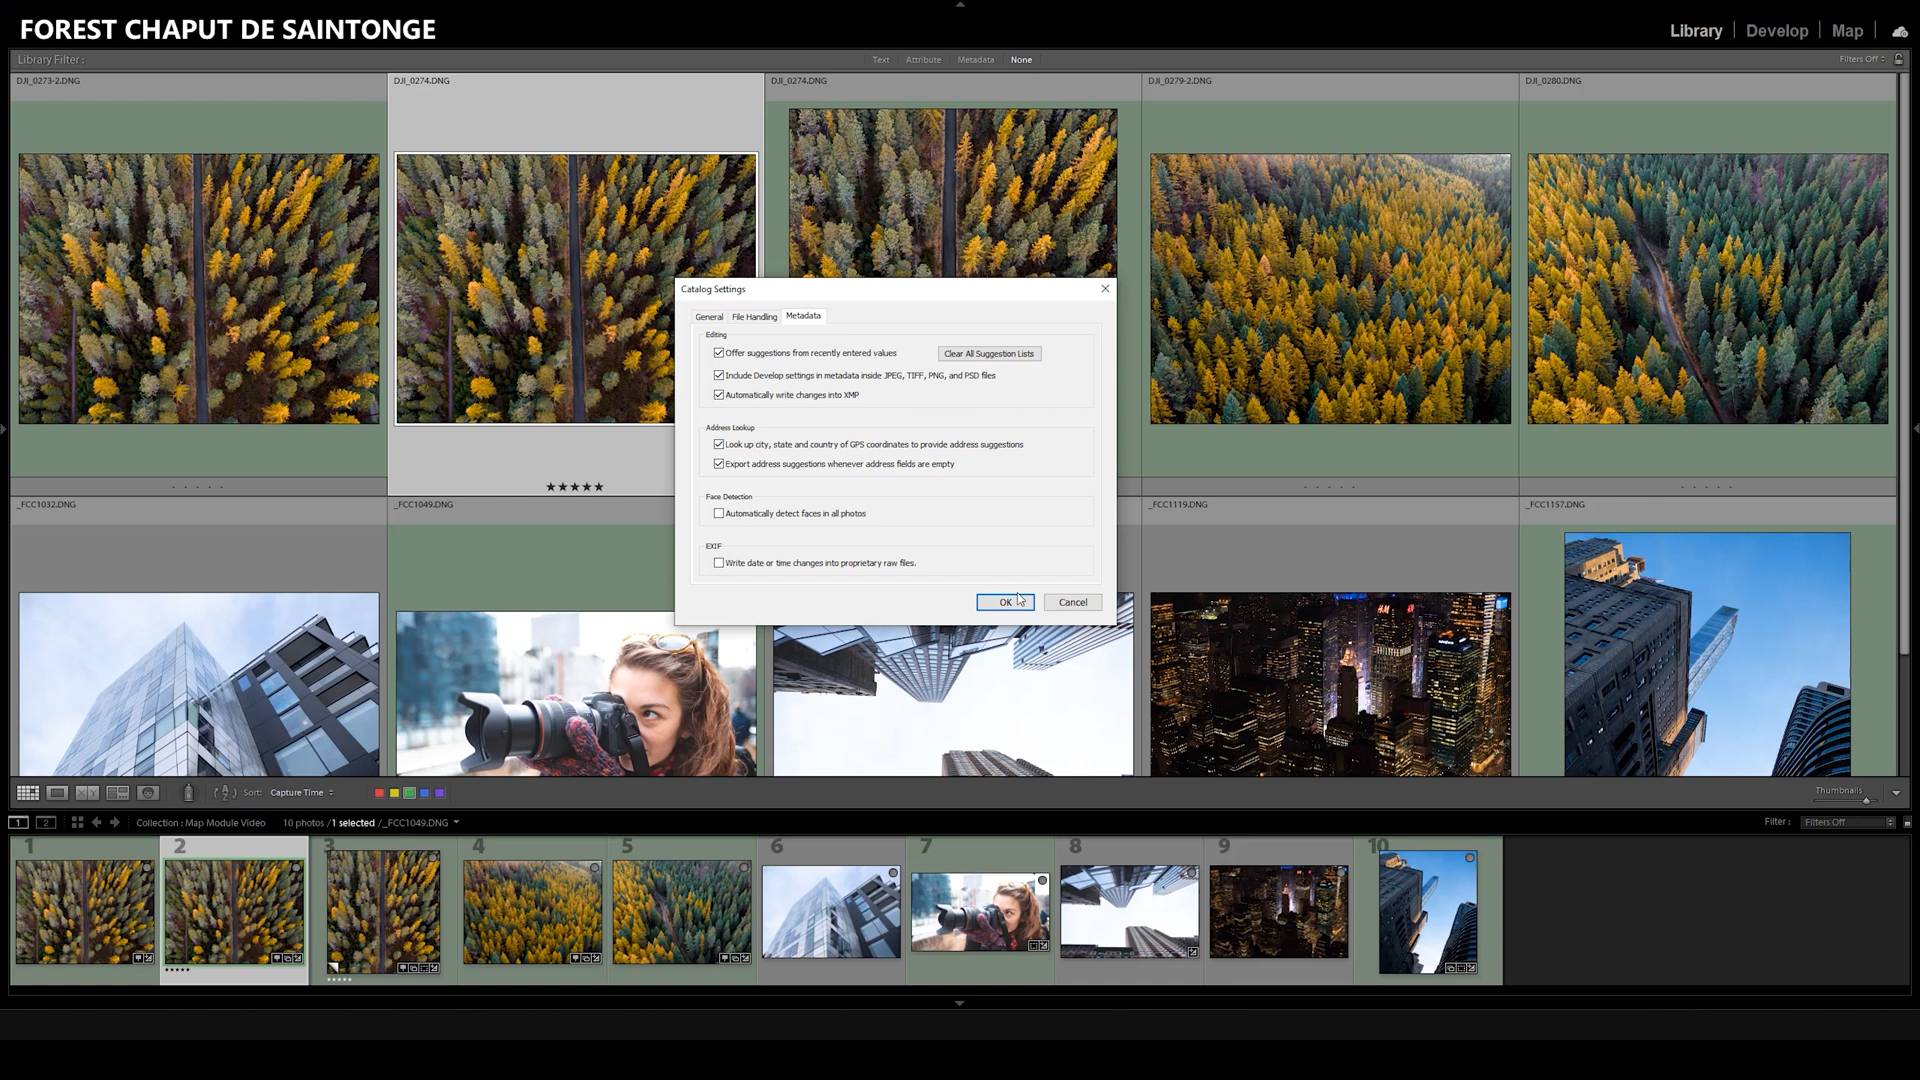 FOREST CHAPUT DE SAINTONGE
Library
Develop
Map
Library Filter :
Text
Attribute
Metadata
None
Filters Off
DJI_0273-2.DNG
DJI_0274.DNG
DJI_0274.DNG
DJI_0279-2.DNG
DJI_0280.DNG
Catalog Settings
General
File Handling
Metadata
Editing
Offer suggestions from recently entered values
Clear All Suggestion Lists
Include Develop settings in metadata inside JPEG, TIFF, PNG, and PSD files
Automatically write changes into XMP
Address Lookup
Look up city, state and country of GPS coordinates to provide address suggestions
Export address suggestions whenever address fields are empty
Face Detection
Automatically detect faces in all photos
EXIF
Write date or time changes into proprietary raw files.
OK
Cancel
_FCC1032.DNG
_FCC1049.DNG
_FCC1119.DNG
_FCC1157.DNG
H&M
XY
Sort:
Capture Time
Thumbnails
1
2
Collection : Map Module Video
10 photos / 1 selected / _FCC1049.DNG
Filter :
Filters Off
1
2
3
4
5
6
7
8
9
10